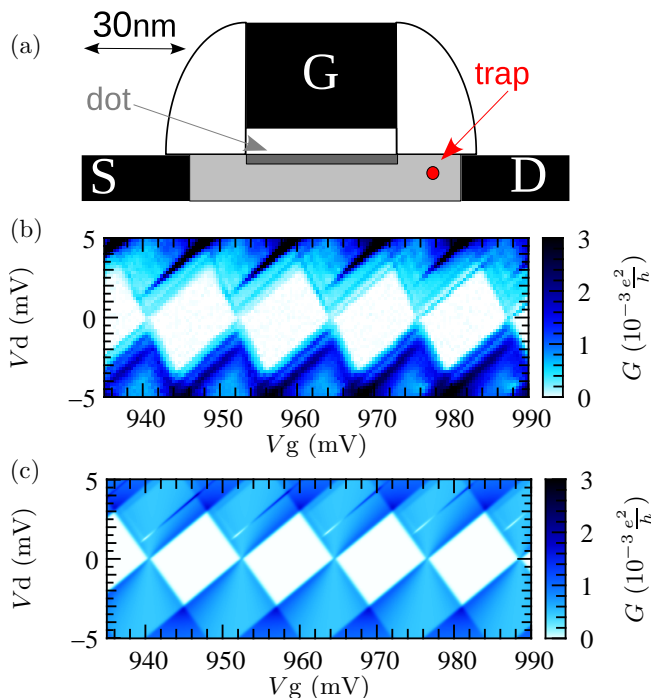 (a)
30nm
G
trap
dot
S
D
(b)
5
0
−5
Vd (mV)
940 950 960 970 980 990
Vg (mV)
3
2
1
0
G (10⁻³ e²/h)
(c)
5
0
−5
Vd (mV)
940 950 960 970 980 990
Vg (mV)
3
2
1
0
G (10⁻³ e²/h)